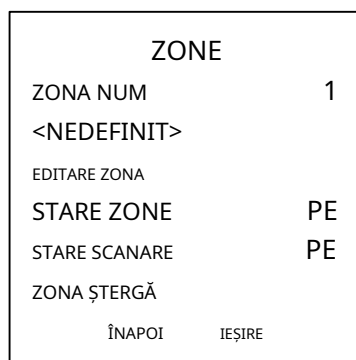 ZONE
ZONA NUM 1
<NEDEFINIT>
EDITARE ZONA
STARE ZONE PE
STARE SCANARE PE
ZONA ȘTERGĂ
ÎNAPOI IEȘIRE